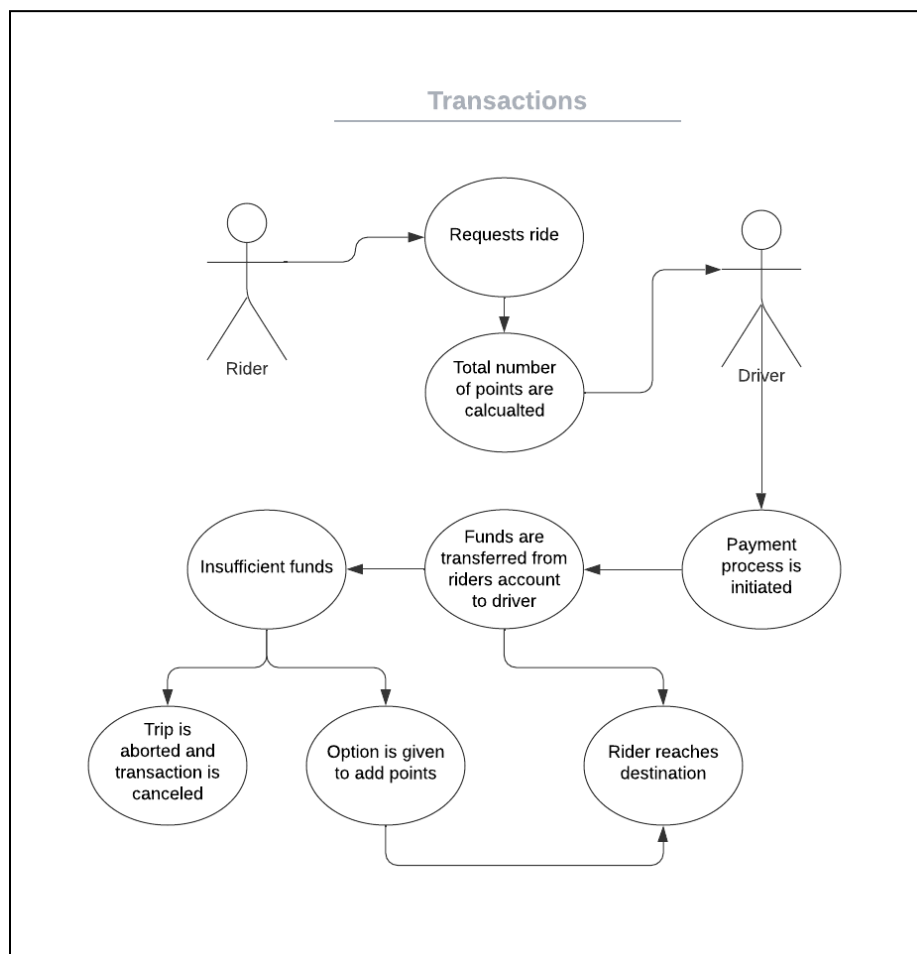 Transactions
Requests ride
Rider
Total number
of points are
calcualted
Driver
Insufficient funds
Funds are
transferred from
riders account
to driver
Payment
process is
initiated
Trip is
aborted and
transaction is
canceled
Option is given
to add points
Rider reaches
destination